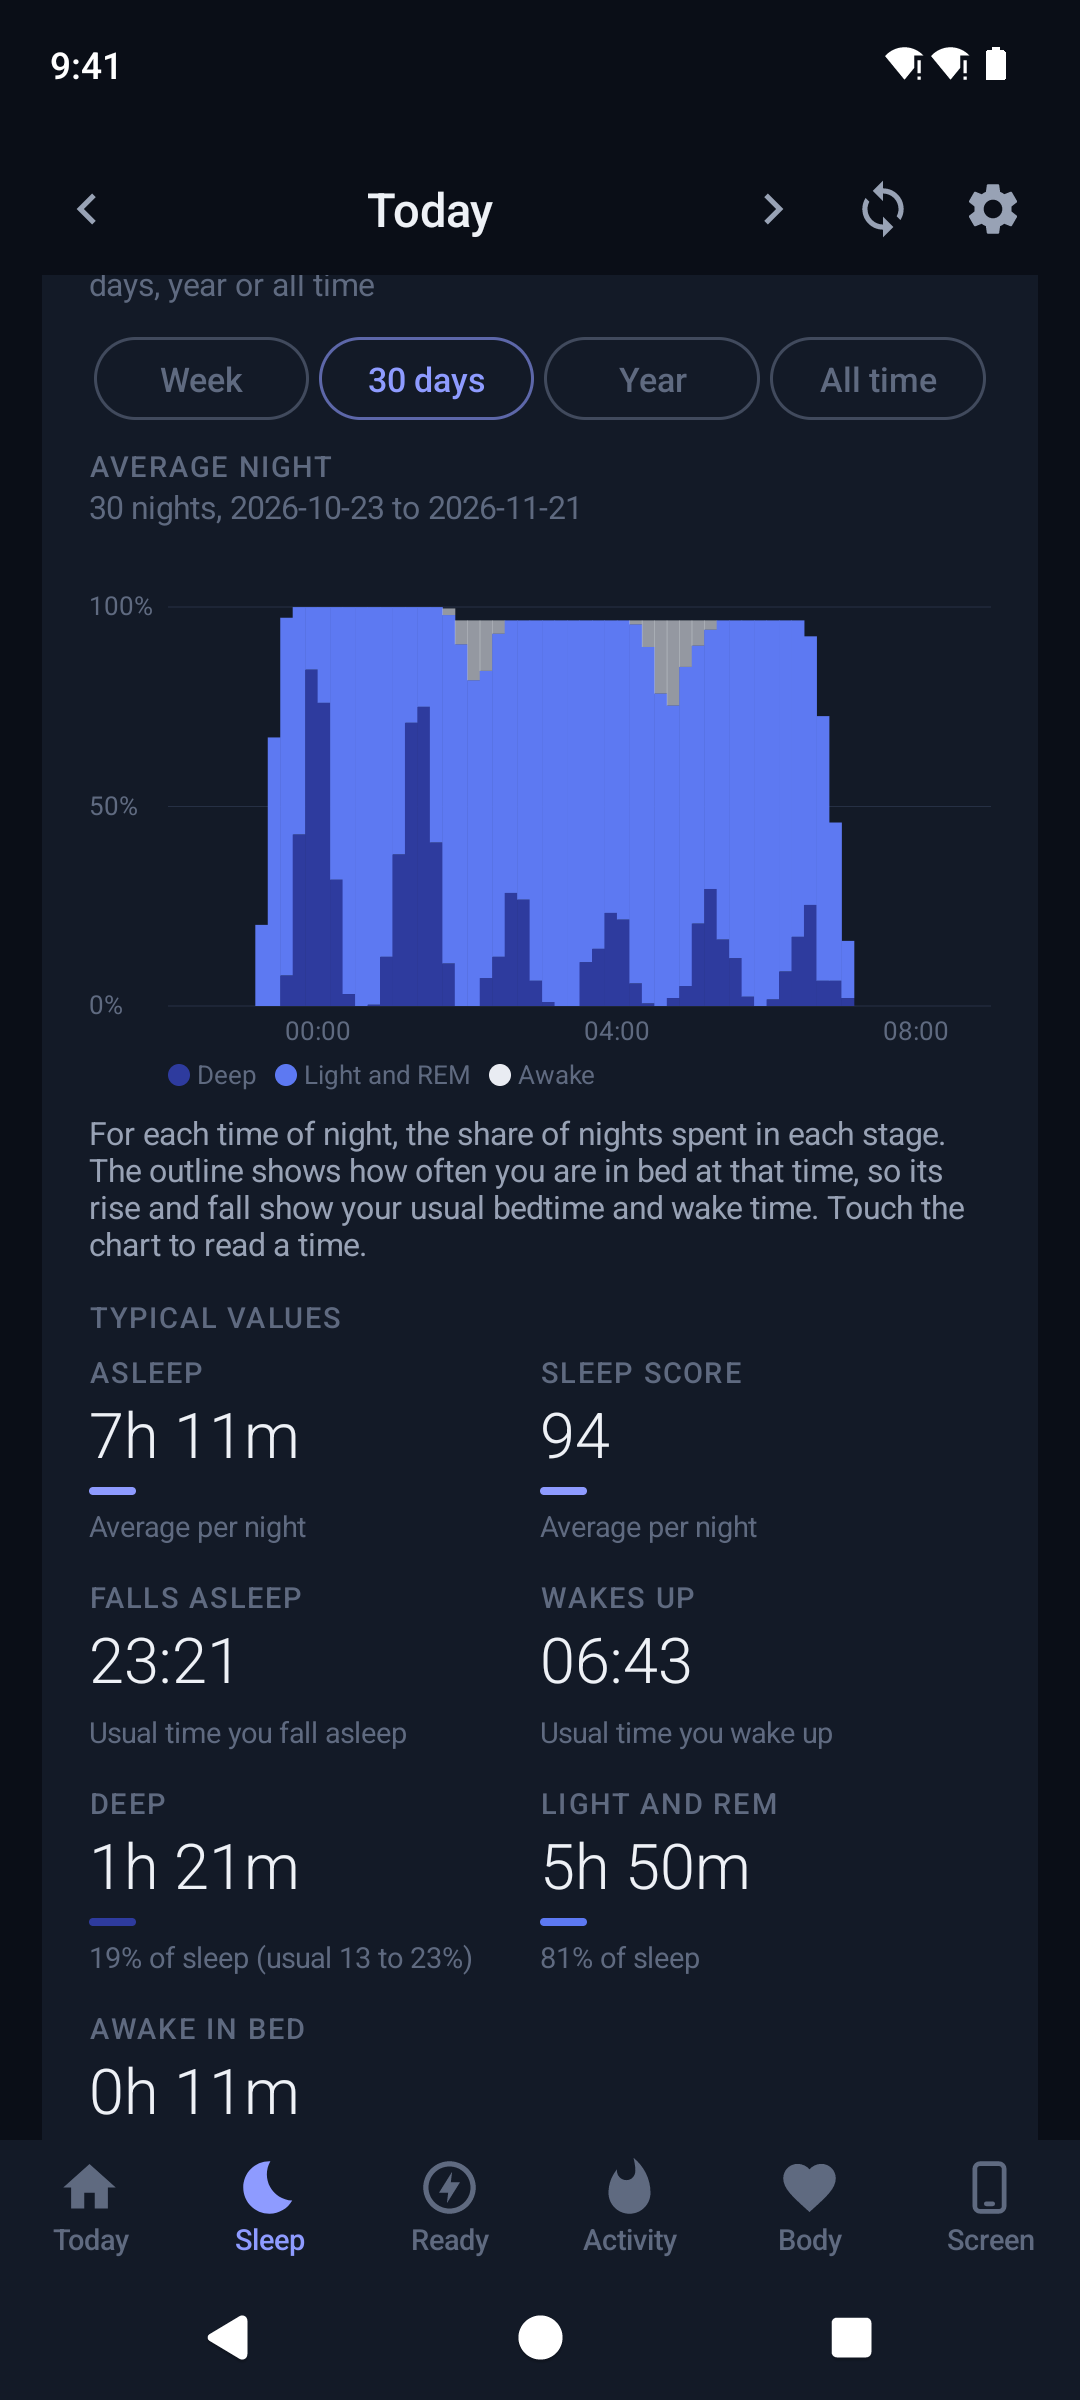 9:41
Today
days, year or all time
Week 30 days Year All time
AVERAGE NIGHT
30 nights, 2026-10-23 to 2026-11-21
100%
50%
0%
00:00 04:00 08:00
Deep Light and REM Awake
For each time of night, the share of nights spent in each stage.
The outline shows how often you are in bed at that time, so its
rise and fall show your usual bedtime and wake time. Touch the
chart to read a time.
TYPICAL VALUES
ASLEEP SLEEP SCORE
7h 11m 94
Average per night Average per night
FALLS ASLEEP WAKES UP
23:21 06:43
Usual time you fall asleep Usual time you wake up
DEEP LIGHT AND REM
1h 21m 5h 50m
19% of sleep (usual 13 to 23%) 81% of sleep
AWAKE IN BED
0h 11m
Today Sleep Ready Activity Body Screen